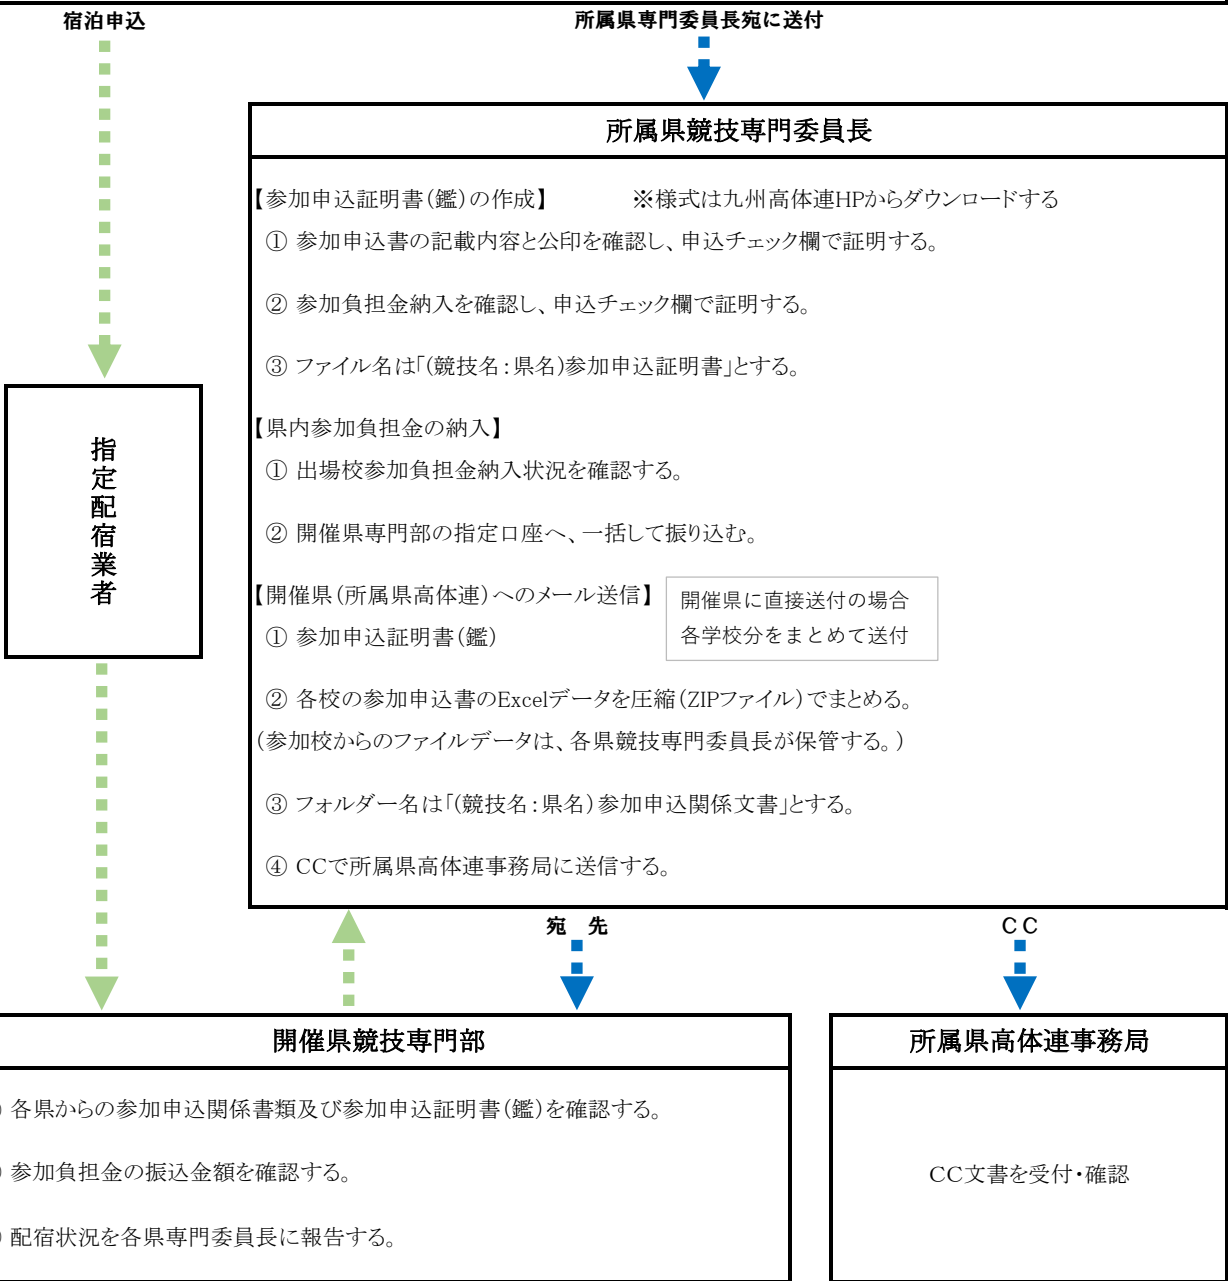 宿泊申込
所属県専門委員長宛に送付
所属県競技専門委員長
【参加申込証明書(鑑)の作成】 ※様式は九州高体連HPからダウンロードする
① 参加申込書の記載内容と公印を確認し、申込チェック欄で証明する。
② 参加負担金納入を確認し、申込チェック欄で証明する。
③ ファイル名は「(競技名:県名)参加申込証明書」とする。
【県内参加負担金の納入】
① 出場校参加負担金納入状況を確認する。
② 開催県専門部の指定口座へ、一括して振り込む。
【開催県(所属県高体連)へのメール送信】
開催県に直接送付の場合
各学校分をまとめて送付
① 参加申込証明書(鑑)
② 各校の参加申込書のExcelデータを圧縮(ZIPファイル)でまとめる。
(参加校からのファイルデータは、各県競技専門委員長が保管する。)
③ フォルダー名は「(競技名:県名)参加申込関係文書」とする。
④ CCで所属県高体連事務局に送信する。
指定配宿業者
宛 先
CC
開催県競技専門部
各県からの参加申込関係書類及び参加申込証明書(鑑)を確認する。
参加負担金の振込金額を確認する。
配宿状況を各県専門委員長に報告する。
所属県高体連事務局
CC文書を受付・確認